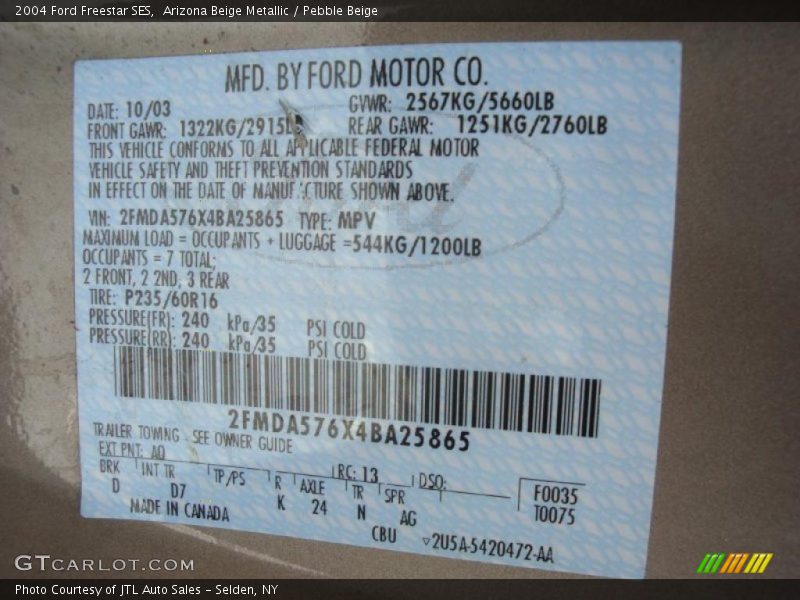 2004 Ford Freestar SES, Arizona Beige Metallic / Pebble Beige
MFD. BY FORD MOTOR CO.
DATE: 10/03 GVWR: 2567KG/5660LB
FRONT GAWR: 1322KG/2915LB REAR GAWR: 1251KG/2760LB
THIS VEHICLE CONFORMS TO ALL APPLICABLE FEDERAL MOTOR
VEHICLE SAFETY AND THEFT PREVENTION STANDARDS
IN EFFECT ON THE DATE OF MANUFACTURE SHOWN ABOVE.
VIN: 2FMDA576X4BA25865 TYPE: MPV
MAXIMUM LOAD = OCCUPANTS + LUGGAGE =544KG/1200LB
OCCUPANTS = 7 TOTAL;
2 FRONT, 2 2ND, 3 REAR
TIRE: P235/60R16
PRESSURE(FR): 240 kPa/35 PSI COLD
PRESSURE(RR): 240 kPa/35 PSI COLD
2FMDA576X4BA25865
TRAILER TOWING - SEE OWNER GUIDE
EXT PNT: AQ RC: 13 DSO:
BRK INT TR TP/PS R AXLE TR SPR F0035
D D7 K 24 N AG T0075
MADE IN CANADA CBU ▽2U5A-5420472-AA
GTCARLOT.COM
Photo Courtesy of JTL Auto Sales - Selden, NY